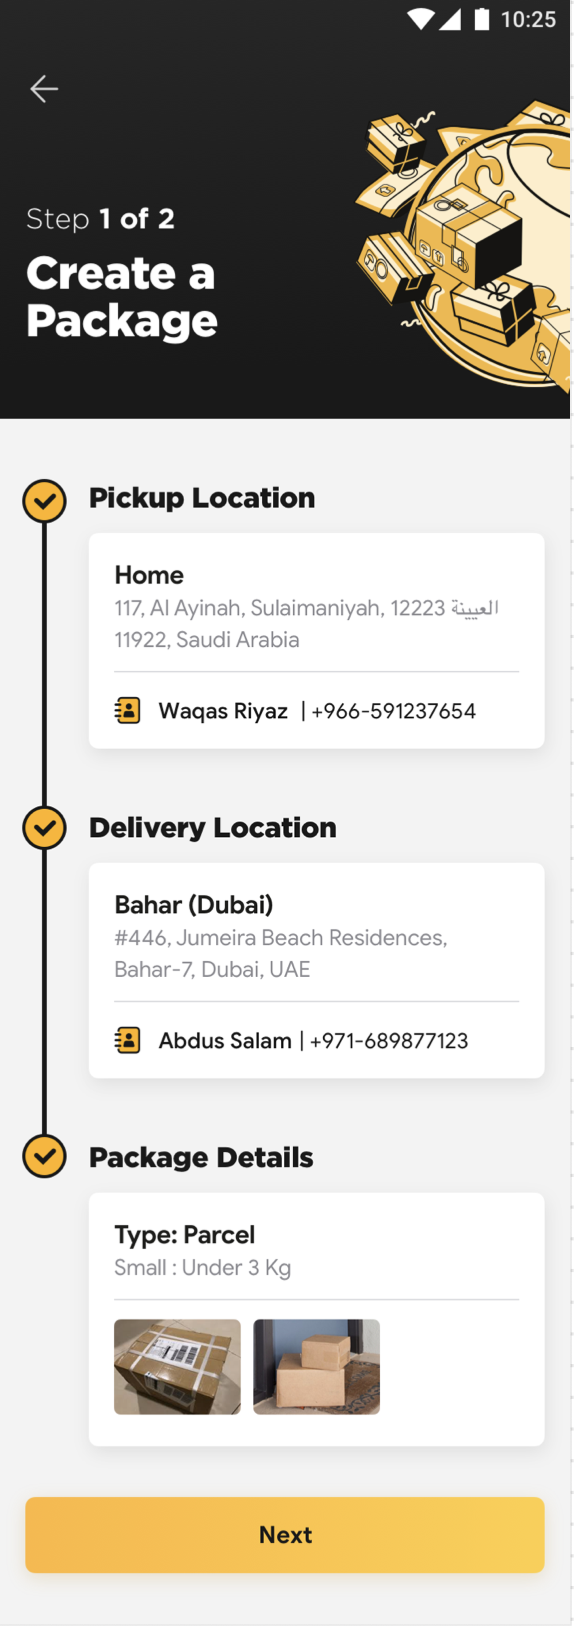 10:25
Step 1 of 2
Create a
Package
Pickup Location
Home
117, Al Ayinah, Sulaimaniyah, 12223 العيينة
11922, Saudi Arabia
Waqas Riyaz | +966-591237654
Delivery Location
Bahar (Dubai)
#446, Jumeira Beach Residences,
Bahar-7, Dubai, UAE
Abdus Salam | +971-689877123
Package Details
Type: Parcel
Small : Under 3 Kg
Next